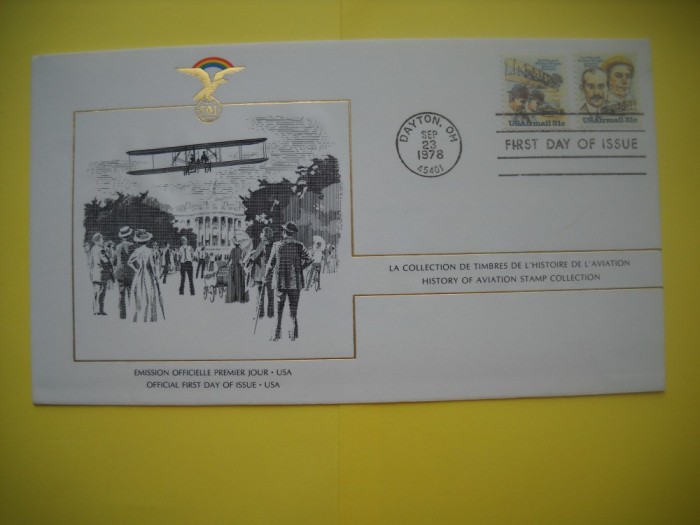 USAirmail 31c
USAirmail 31c
DAYTON, OH
SEP
23
1978
45401
FIRST DAY OF ISSUE
LA COLLECTION DE TIMBRES DE L'HISTOIRE DE L'AVIATION
HISTORY OF AVIATION STAMP COLLECTION
EMISSION OFFICIELLE PREMIER JOUR • USA
OFFICIAL FIRST DAY OF ISSUE • USA